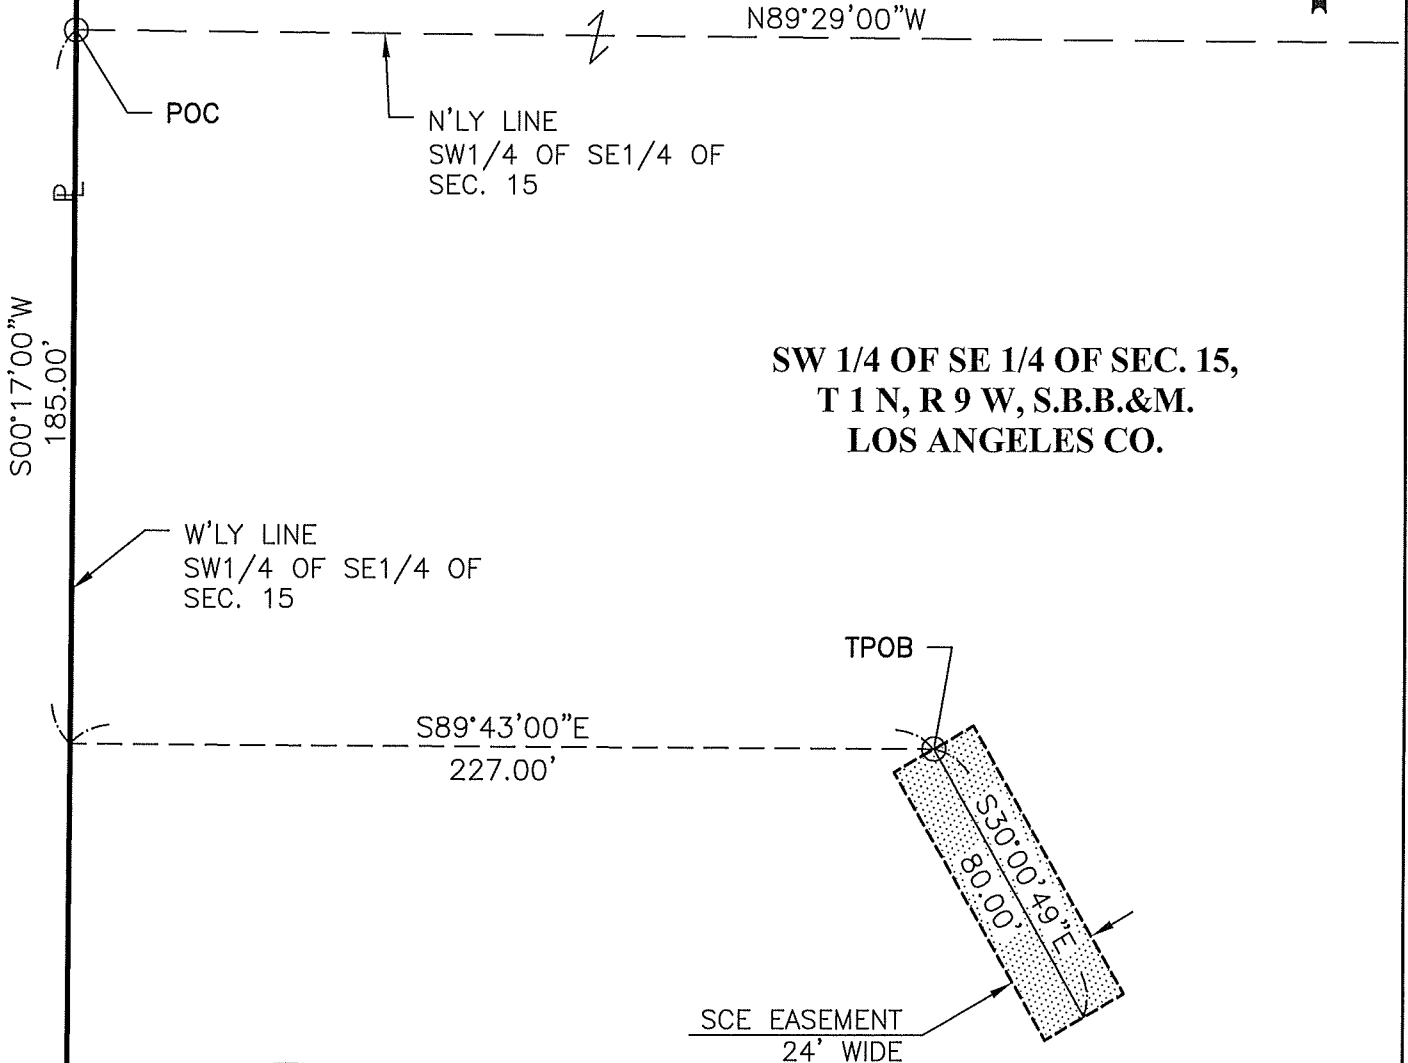 N89°29'00"W
POC
N'LY LINE
SW1/4 OF SE1/4 OF
SEC. 15
PL
S00°17'00"W
185.00'
SW 1/4 OF SE 1/4 OF SEC. 15,
T 1 N, R 9 W, S.B.B.&M.
LOS ANGELES CO.
W'LY LINE
SW1/4 OF SE1/4 OF
SEC. 15
TPOB
S89°43'00"E
227.00'
S30°00'49"E
80.00'
SCE EASEMENT
24' WIDE